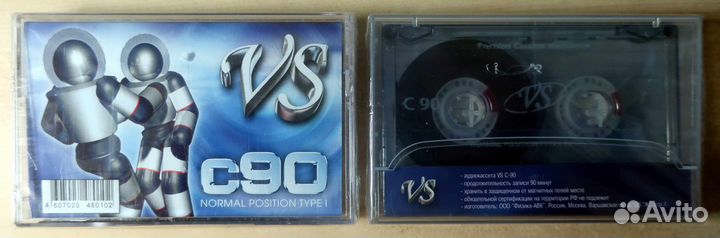 VS
c90
NORMAL POSITION TYPE I
4 607025 480102
C 90
VS
VS
- аудиокассета VS C-90
- продолжительность записи 90 минут
- хранить в защищенном от магнитных полей месте
- обязательной сертификации на территории РФ не подлежит
- изготовитель: ООО "Физика-АВК", Россия, Москва, Варшавское
Avito